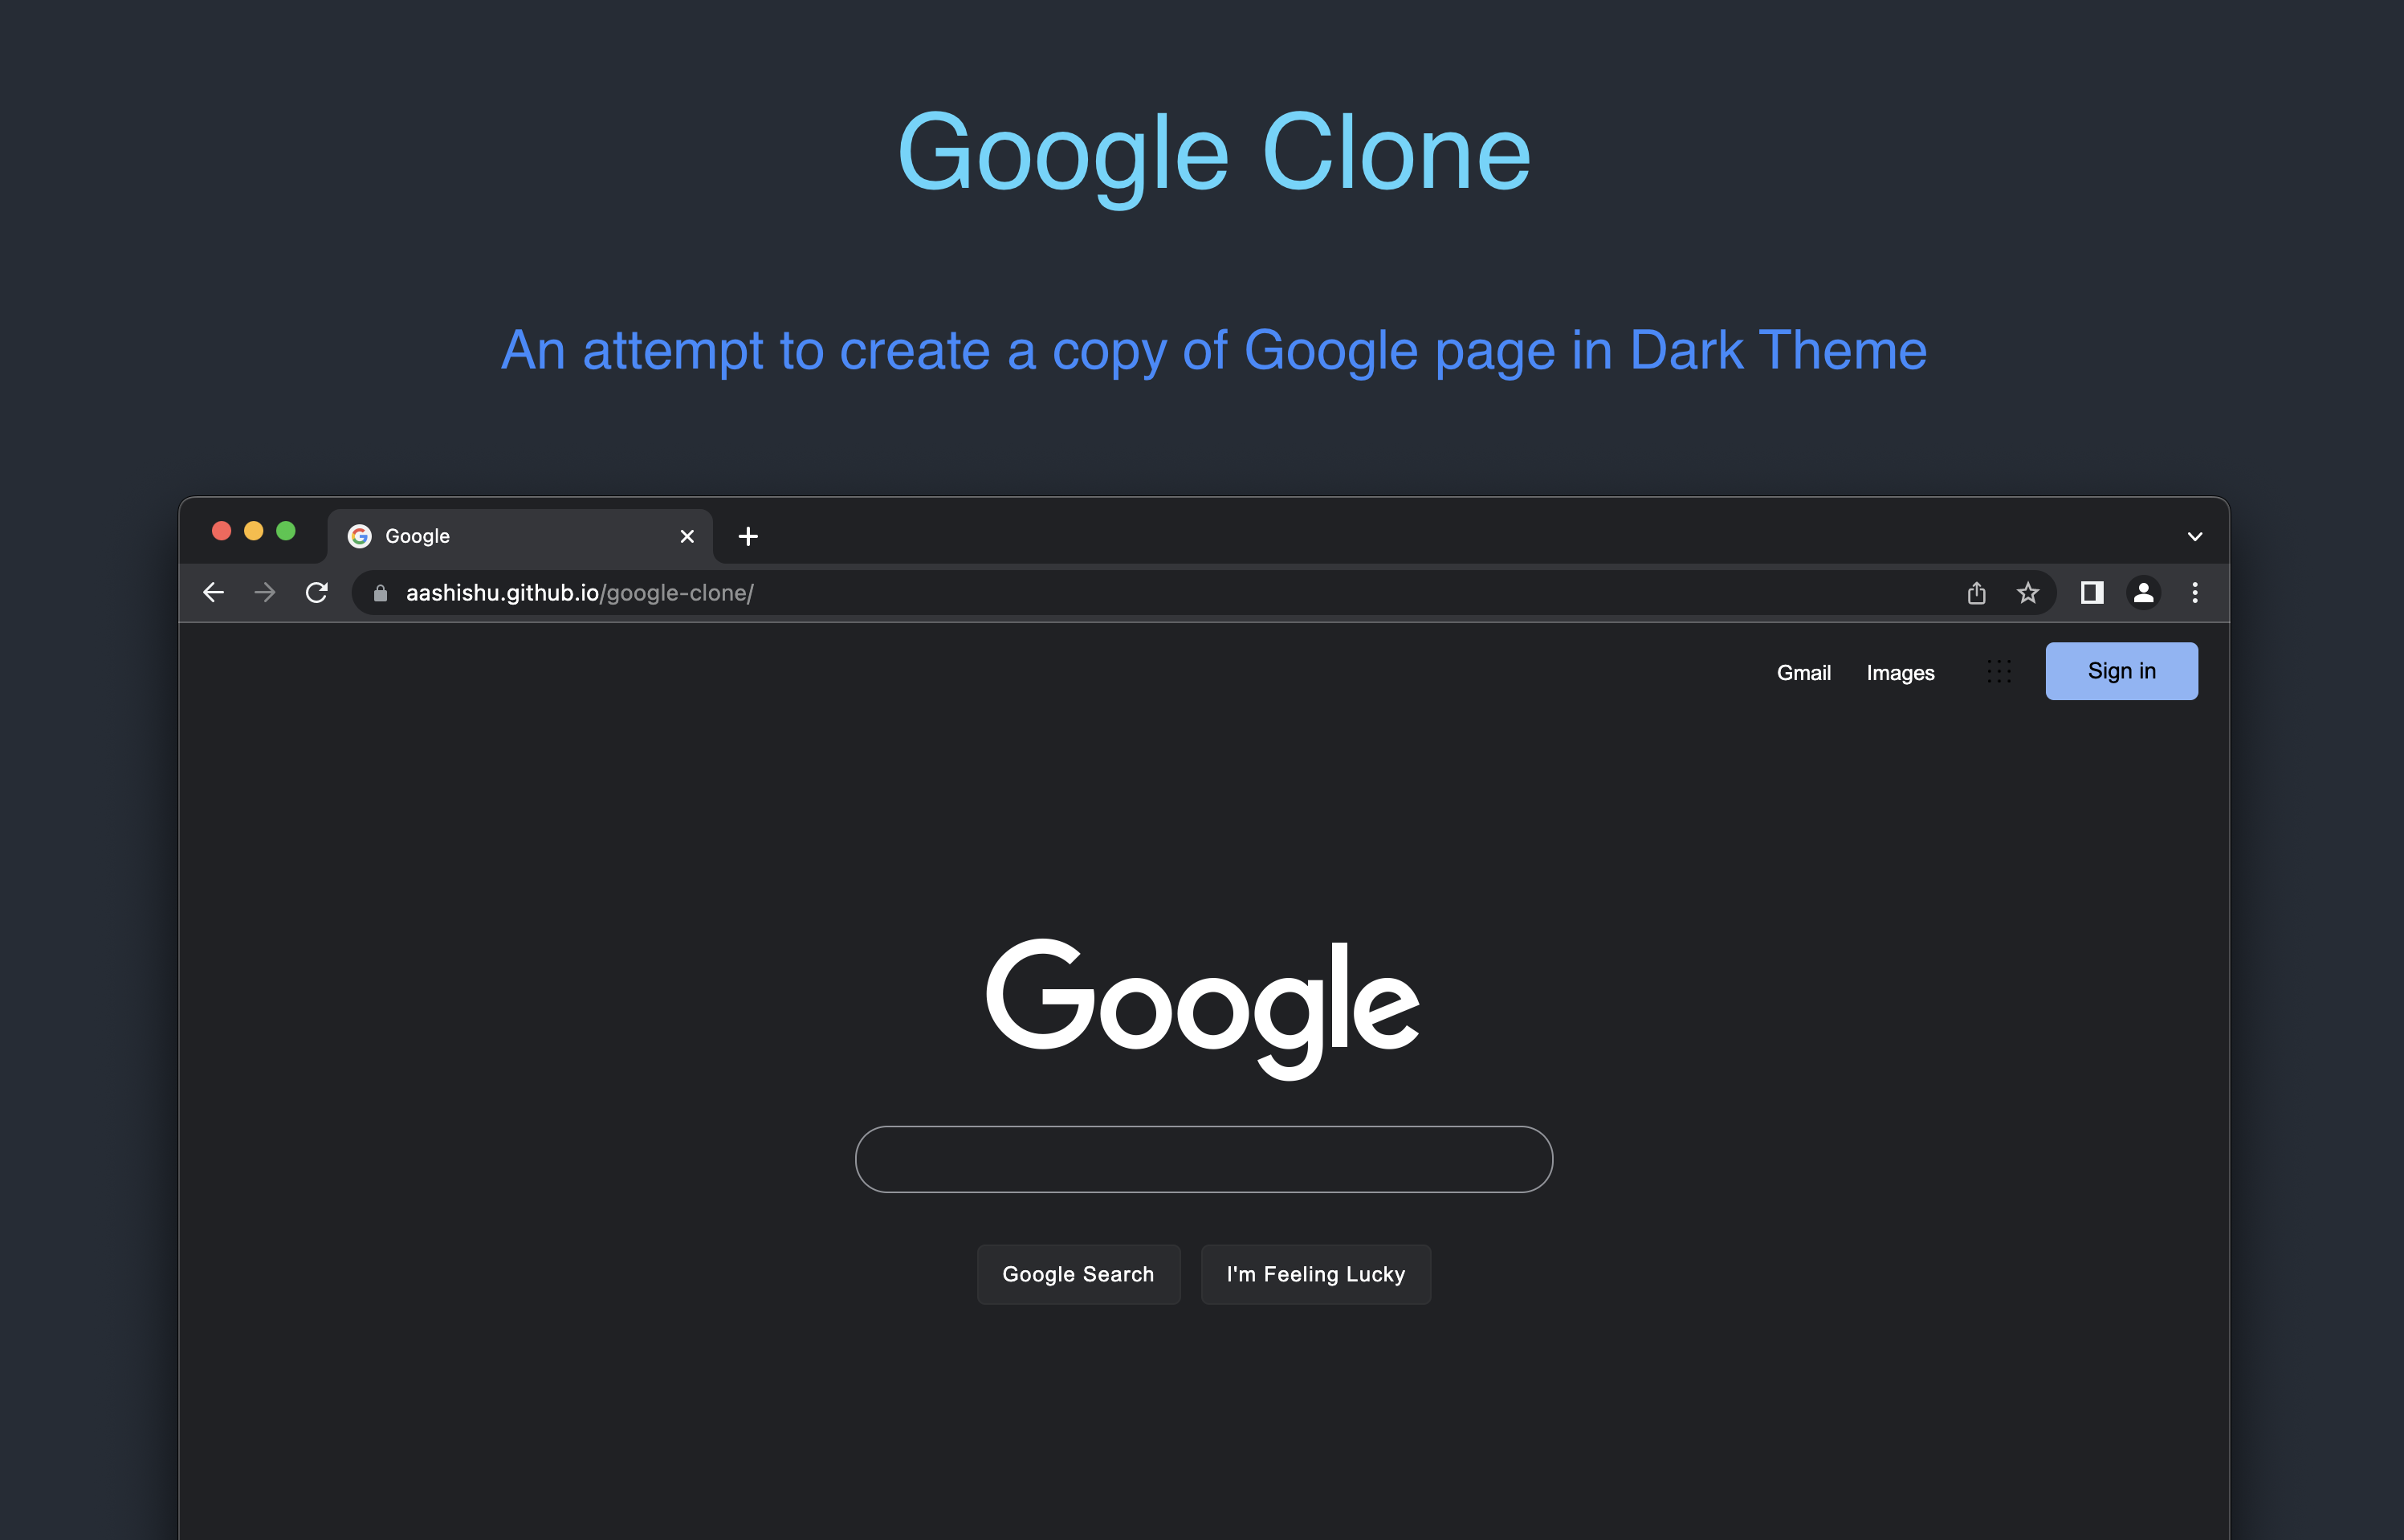 Google Clone
An attempt to create a copy of Google page in Dark Theme
Google
aashishu.github.io/google-clone/
Gmail Images Sign in
Google
Google Search I'm Feeling Lucky